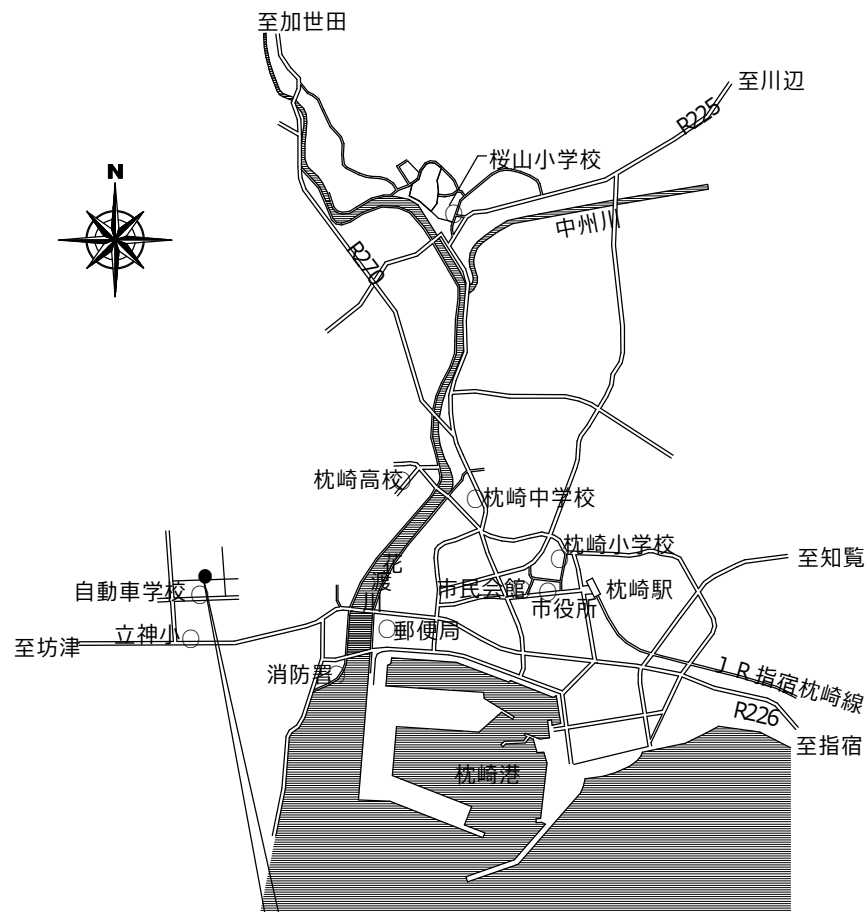 至加世田
至川辺
R225
桜山小学校
N
中州川
R270
枕崎高校
枕崎中学校
枕崎小学校
至知覧
花渡川
自動車学校
市民会館
枕崎駅
市役所
立神小
郵便局
至坊津
消防署
JR指宿枕崎線
R226
至指宿
枕崎港